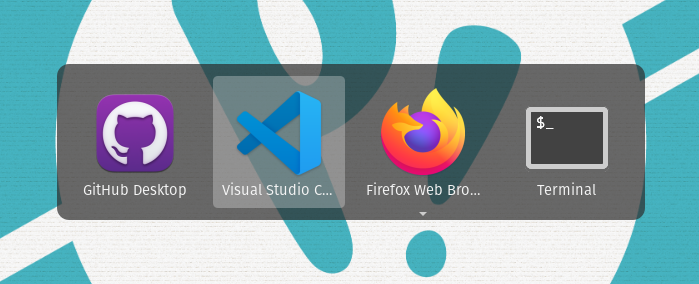 $_
GitHub Desktop
Visual Studio C...
Firefox Web Bro...
Terminal